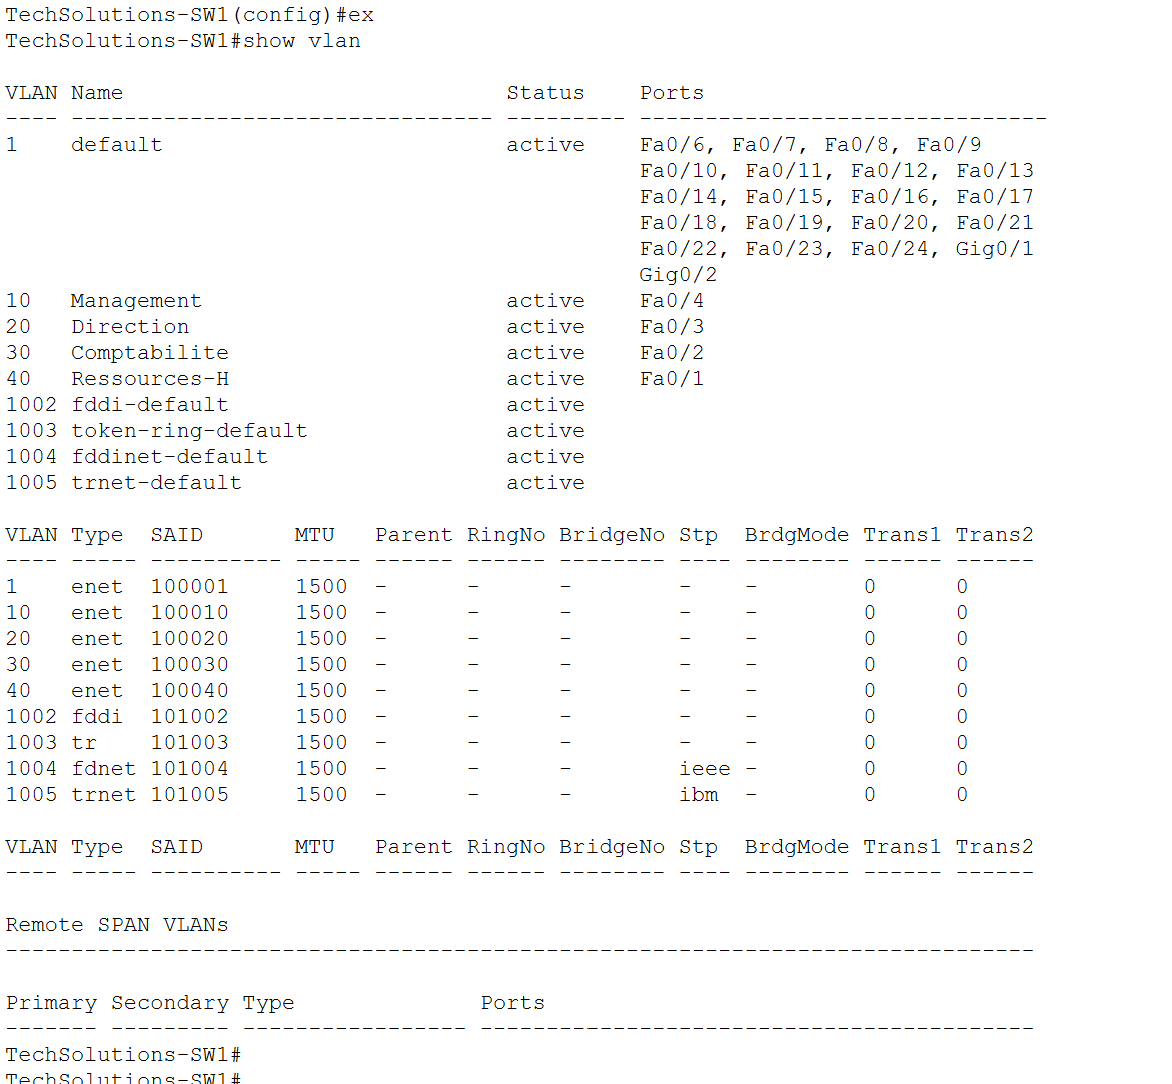 TechSolutions-SW1(config)#ex
TechSolutions-SW1#show vlan
VLAN Name                             Status    Ports
---- -------------------------------- --------- -------------------------------
1    default                          active    Fa0/6, Fa0/7, Fa0/8, Fa0/9
                                                Fa0/10, Fa0/11, Fa0/12, Fa0/13
                                                Fa0/14, Fa0/15, Fa0/16, Fa0/17
                                                Fa0/18, Fa0/19, Fa0/20, Fa0/21
                                                Fa0/22, Fa0/23, Fa0/24, Gig0/1
                                                Gig0/2
10   Management                       active    Fa0/4
20   Direction                        active    Fa0/3
30   Comptabilite                     active    Fa0/2
40   Ressources-H                     active    Fa0/1
1002 fddi-default                     active
1003 token-ring-default               active
1004 fddinet-default                  active
1005 trnet-default                    active
VLAN Type  SAID       MTU   Parent RingNo BridgeNo Stp  BrdgMode Trans1 Trans2
---- ----- ---------- ----- ------ ------ -------- ---- -------- ------ ------
1    enet  100001     1500  -      -      -        -    -        0      0
10   enet  100010     1500  -      -      -        -    -        0      0
20   enet  100020     1500  -      -      -        -    -        0      0
30   enet  100030     1500  -      -      -        -    -        0      0
40   enet  100040     1500  -      -      -        -    -        0      0
1002 fddi  101002     1500  -      -      -        -    -        0      0
1003 tr    101003     1500  -      -      -        -    -        0      0
1004 fdnet 101004     1500  -      -      -        ieee -        0      0
1005 trnet 101005     1500  -      -      -        ibm  -        0      0
VLAN Type  SAID       MTU   Parent RingNo BridgeNo Stp  BrdgMode Trans1 Trans2
---- ----- ---------- ----- ------ ------ -------- ---- -------- ------ ------
Remote SPAN VLANs
------------------------------------------------------------------------------
Primary Secondary Type              Ports
------- --------- ----------------- ------------------------------------------
TechSolutions-SW1#
TechSolutions-SW1#